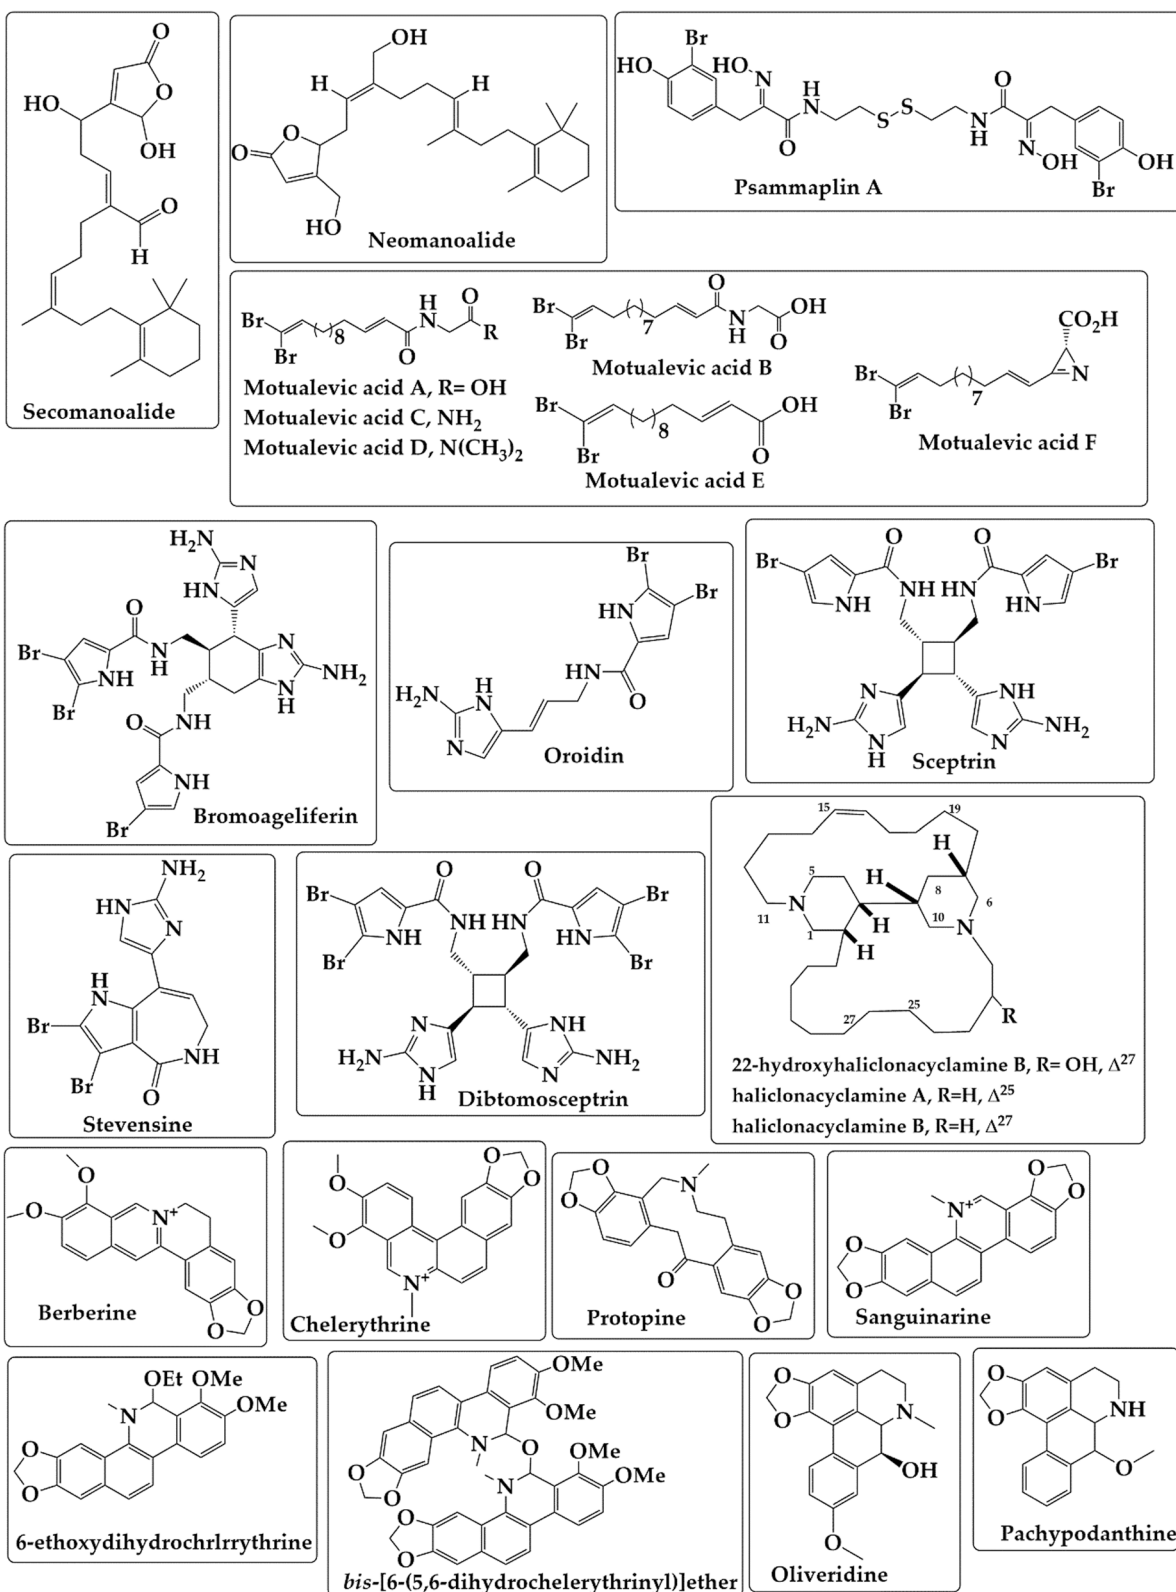 O
O
HO
OH
O
H
Secomanoalide
OH
H
H
O
O
HO
Neomanoalide
Br
HO
HO
N
H
N
O
S
S
O
N
H
N
OH
Br
OH
Psammaplin A
Br
Br
8
O
H
N
O
R
Motualevic acid A, R= OH
Motualevic acid C, NH2
Motualevic acid D, N(CH3)2
Br
Br
7
O
N
H
OH
O
Motualevic acid B
Br
Br
8
OH
O
Motualevic acid E
CO2H
N
Br
Br
7
Motualevic acid F
H2N
N
HN
O
N
H
Br
NH
Br
N
NH2
N
H
NH
O
NH
Br
Bromoageliferin
Br
Br
HN
HN
O
H2N
H
N
N
Oroidin
Br
O
NH
HN
O
Br
NH
HN
N
NH
H2N
N
H
N
NH2
Sceptrin
NH2
HN
N
H
N
Br
Br
NH
O
Stevensine
Br
O
NH
HN
O
Br
Br
NH
HN
Br
N
NH
H2N
N
H
N
NH2
Dibtomosceptrin
15
19
H
5
H
8
6
11
N
10
1
H
N
H
25
27
R
22-hydroxyhaliclonacyclamine B, R= OH, Δ27
haliclonacyclamine A, R=H, Δ25
haliclonacyclamine B, R=H, Δ27
O
O
N+
O
O
Berberine
O
O
O
O
N+
Chelerythrine
O
O
N
O
O
O
Protopine
N+
O
O
O
O
Sanguinarine
OEt
OMe
N
OMe
O
O
6-ethoxydihydrochrlrrythrine
OMe
OMe
N
O
O
O
OMe
N
OMe
O
O
bis-[6-(5,6-dihydrochelerythrinyl)]ether
O
O
N
OH
O
Oliveridine
O
O
NH
O
Pachypodanthine